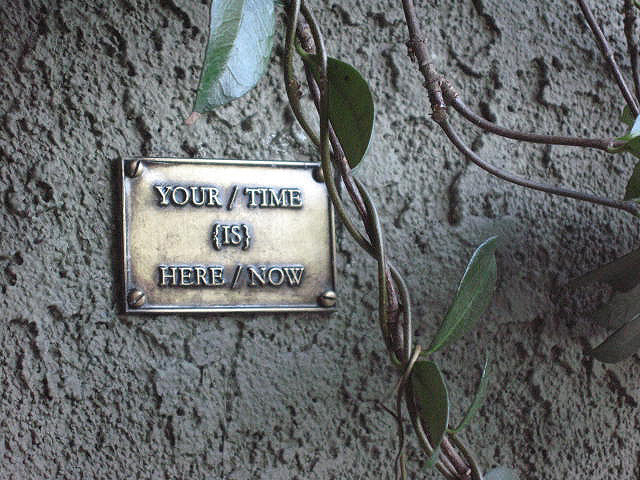 YOUR / TIME
{IS}
HERE / NOW